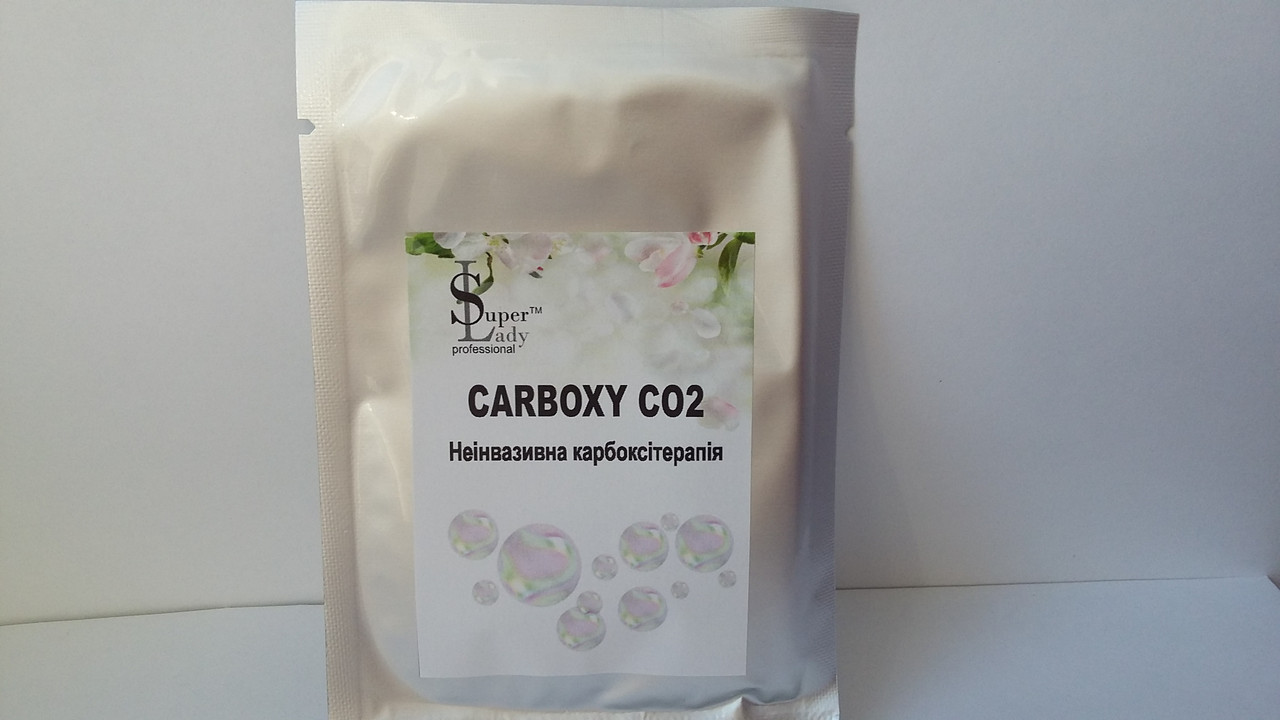 Super™
Lady
professional
CARBOXY CO2
Неінвазивна карбоксітерапія